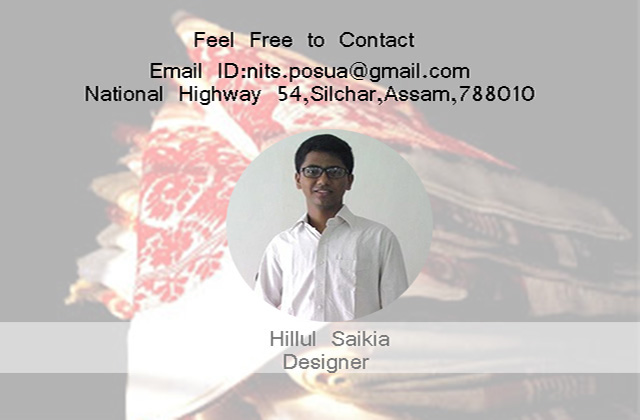 Feel Free to Contact
Email ID:nits.posua@gmail.com
National Highway 54,Silchar,Assam,788010
Hillul Saikia
Designer